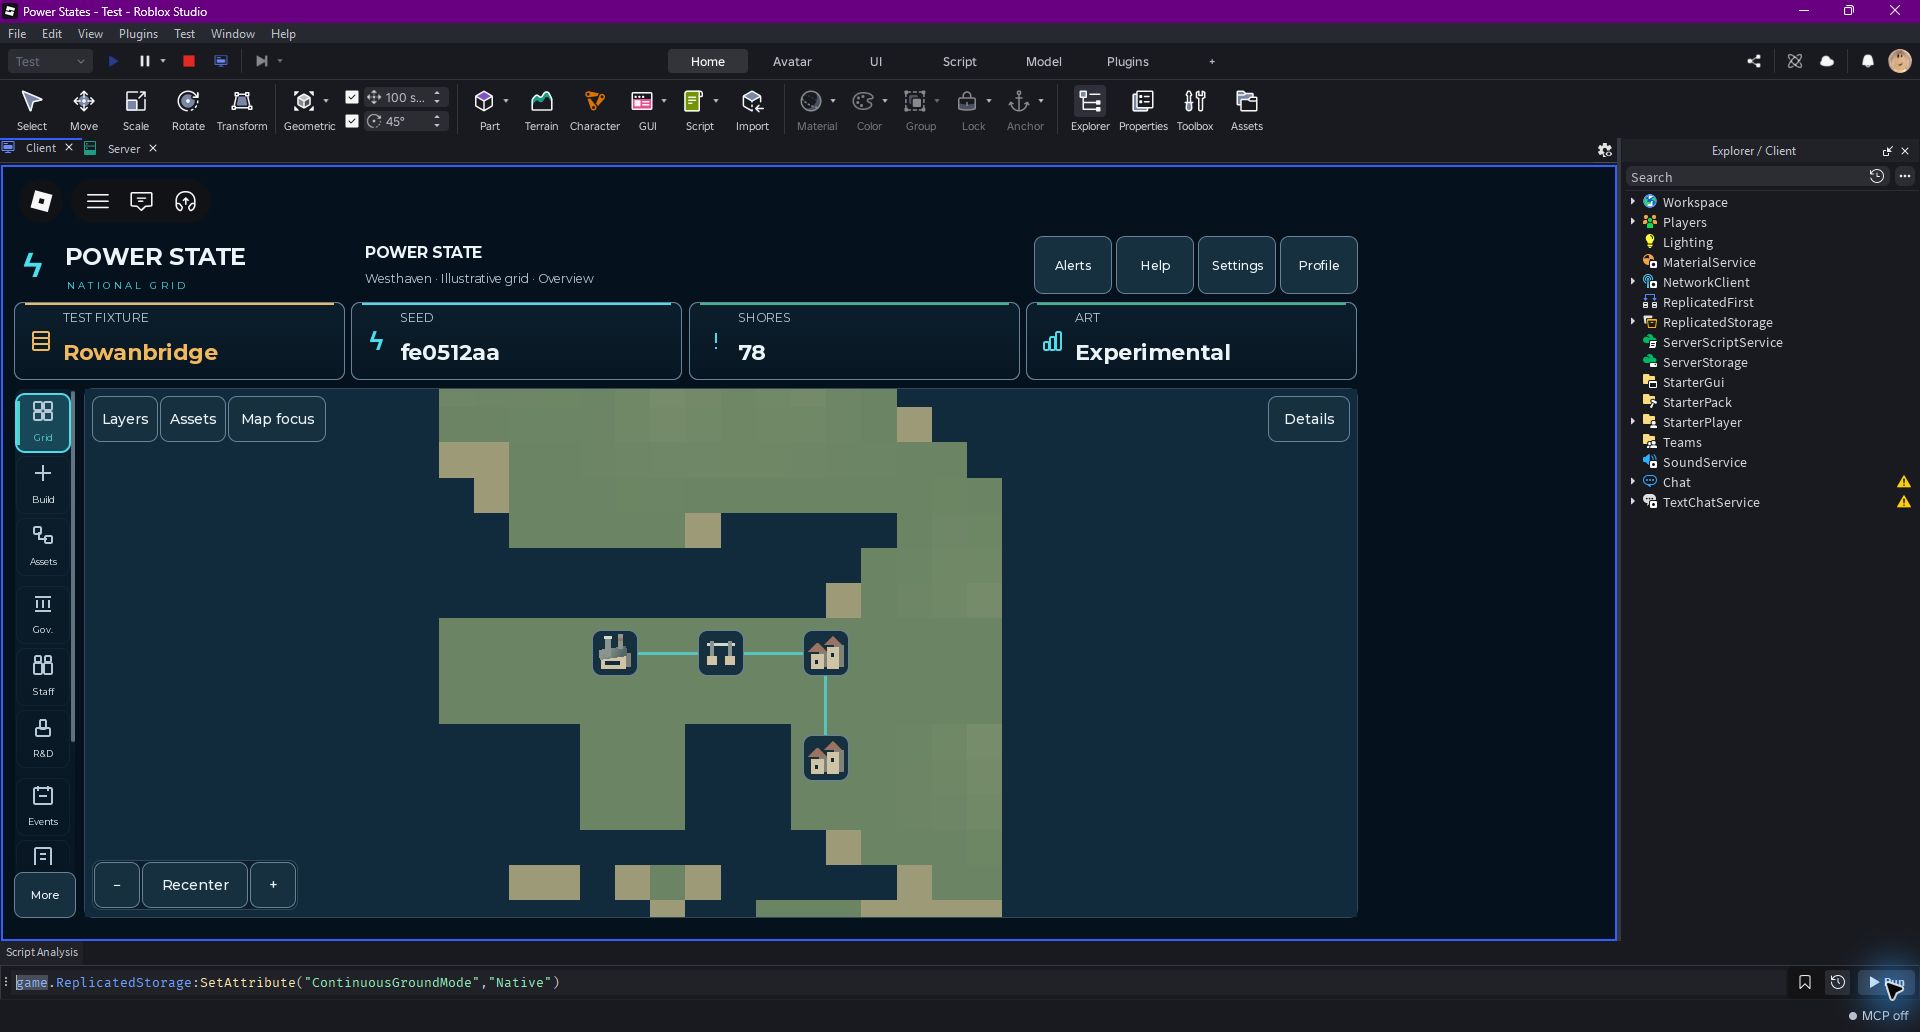 Power States - Test - Roblox Studio
File Edit View Plugins Test Window Help
Test
Home Avatar UI Script Model Plugins +
100 s...
45°
Select Move Scale Rotate Transform Geometric Part Terrain Character GUI Script Import Material Color Group Lock Anchor Explorer Properties Toolbox Assets
Client Server
Explorer / Client
Search
Workspace
Players
Lighting
MaterialService
NetworkClient
ReplicatedFirst
ReplicatedStorage
ServerScriptService
ServerStorage
StarterGui
StarterPack
StarterPlayer
Teams
SoundService
Chat
TextChatService
POWER STATE
NATIONAL GRID
POWER STATE
Westhaven · Illustrative grid · Overview
Alerts Help Settings Profile
TEST FIXTURE
Rowanbridge
SEED
fe0512aa
SHORES
78
ART
Experimental
Grid
Build
Assets
Gov.
Staff
R&D
Events
More
Layers Assets Map focus
Details
− Recenter +
Script Analysis
game.ReplicatedStorage:SetAttribute("ContinuousGroundMode","Native")
Run
MCP off